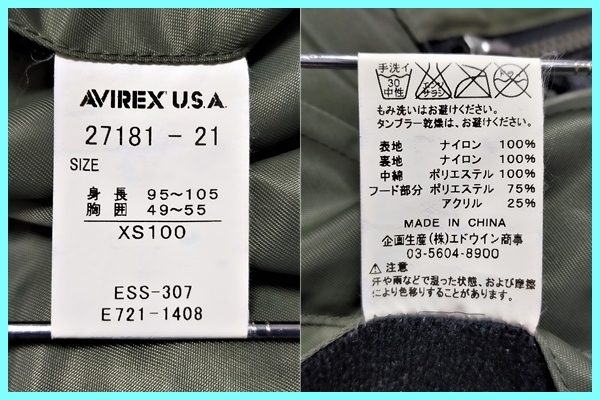 AVIREX U.S.A.
27181 - 21
SIZE
身長 95~105
胸囲 49~55
XS100
ESS-307
E721-1408
手洗イ
30
中性
エンソ
サラシ
もみ洗いはお避けください。
タンブラー乾燥は、お避けください。
表地 ナイロン 100%
裏地 ナイロン 100%
中綿 ポリエステル 100%
フード部分 ポリエステル 75%
アクリル 25%
MADE IN CHINA
企画生産(株)エドウイン商事
03-5604-8900
⚠ 注意
汗や雨などで湿った状態、および摩擦
により色移りすることがあります。